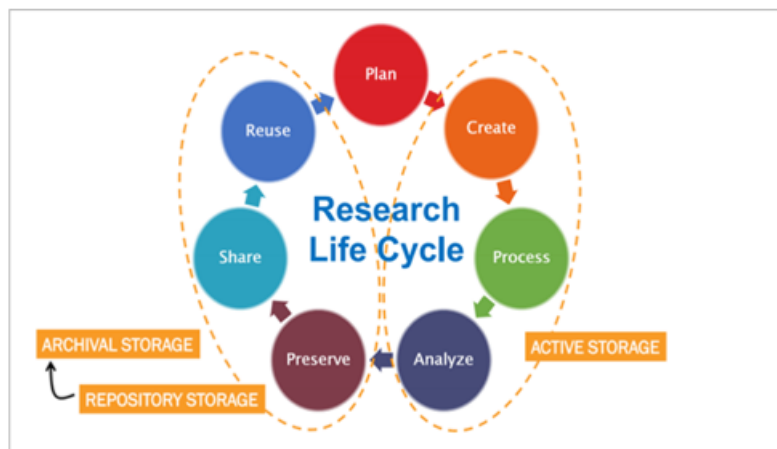 Plan
Reuse
Create
Research
Life Cycle
Share
Process
ARCHIVAL STORAGE
Preserve
Analyze
ACTIVE STORAGE
REPOSITORY STORAGE